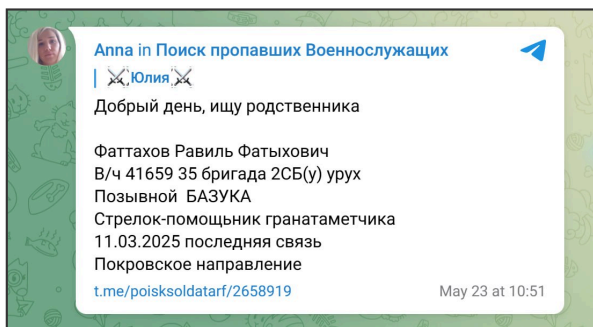 Anna in Поиск пропавших Военнослужащих
⚔️Юлия⚔️
Добрый день, ищу родственника
Фаттахов Равиль Фатыхович
В/ч 41659 35 бригада 2СБ(у) урух
Позывной БАЗУКА
Стрелок-помощьник гранатаметчика
11.03.2025 последняя связь
Покровское направление
t.me/poisksoldatarf/2658919 May 23 at 10:51